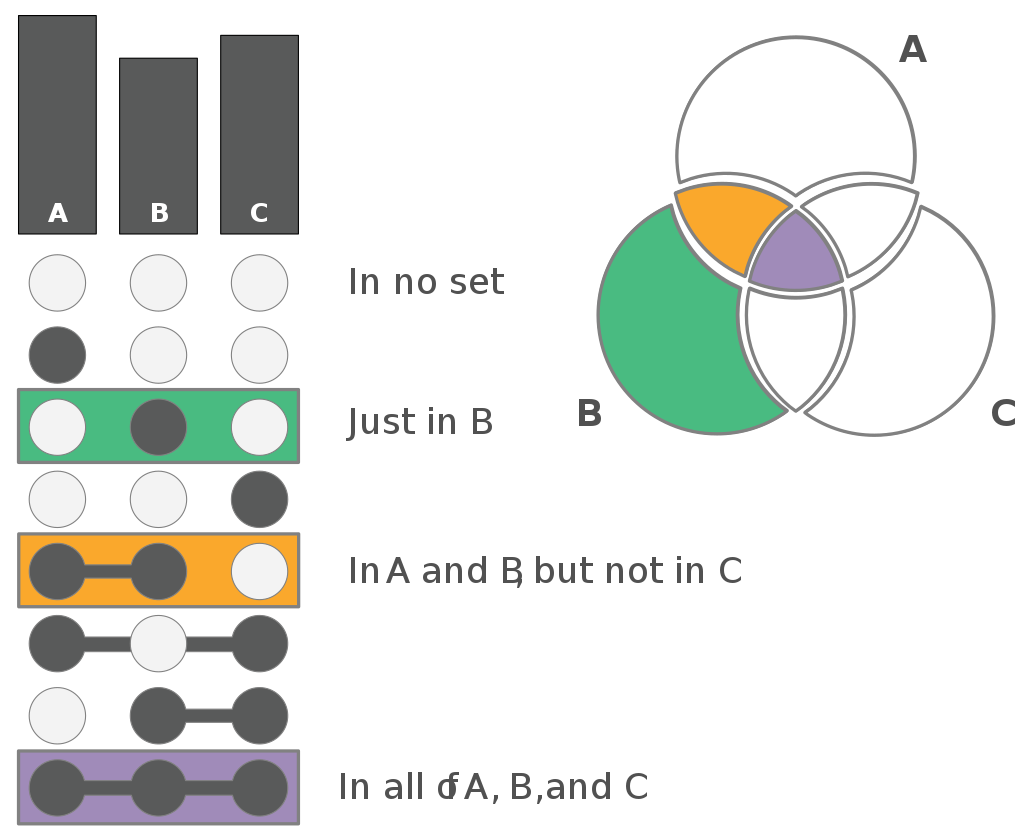 A B C
In no set
Just in B
In A and B, but not in C
In all of A, B, and C
A
B
C